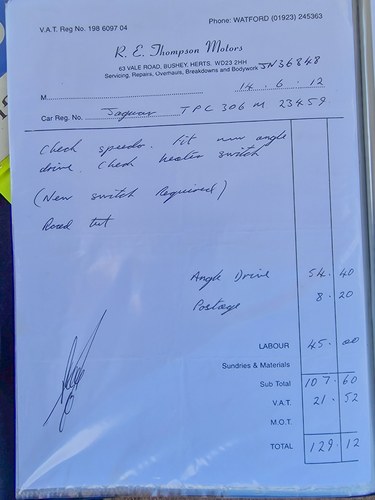 V.A.T. Reg No. 198 6097 04
Phone: WATFORD (01923) 245363
R. E. Thompson Motors
63 VALE ROAD, BUSHEY, HERTS. WD23 2HH
Servicing, Repairs, Overhauls, Breakdowns and Bodywork JN36848
M
14.6.12
Car Reg. No. Jaguar TPC 306 M 23459
Check speedo. Fit new angle
drive. Check heater switch
(New switch Required)
Road test
Angle Drive 54.40
Postage 8.20
LABOUR 45.00
Sundries & Materials
Sub Total 107.60
V.A.T. 21.52
M.O.T.
TOTAL 129.12